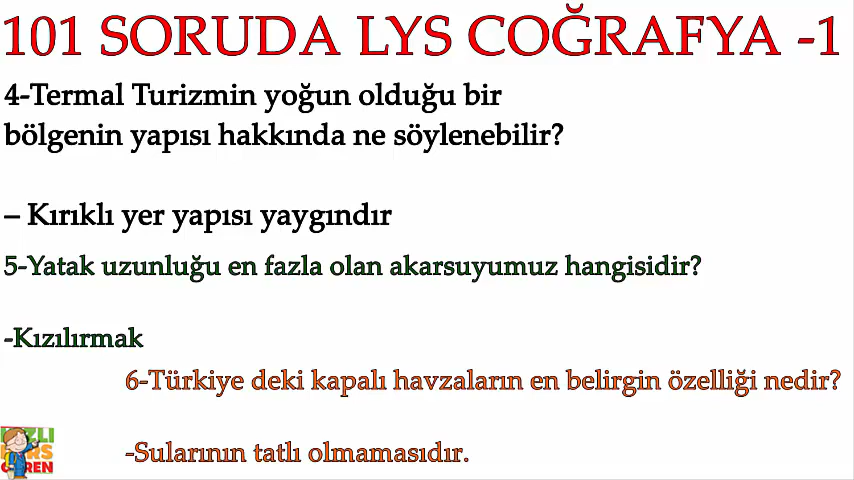 101 SORUDA LYS COĞRAFYA -1
4-Termal Turizmin yoğun olduğu bir
bölgenin yapısı hakkında ne söylenebilir?
– Kırıklı yer yapısı yaygındır
5-Yatak uzunluğu en fazla olan akarsuyumuz hangisidir?
-Kızılırmak
6-Türkiye deki kapalı havzaların en belirgin özelliği nedir?
-Sularının tatlı olmamasıdır.